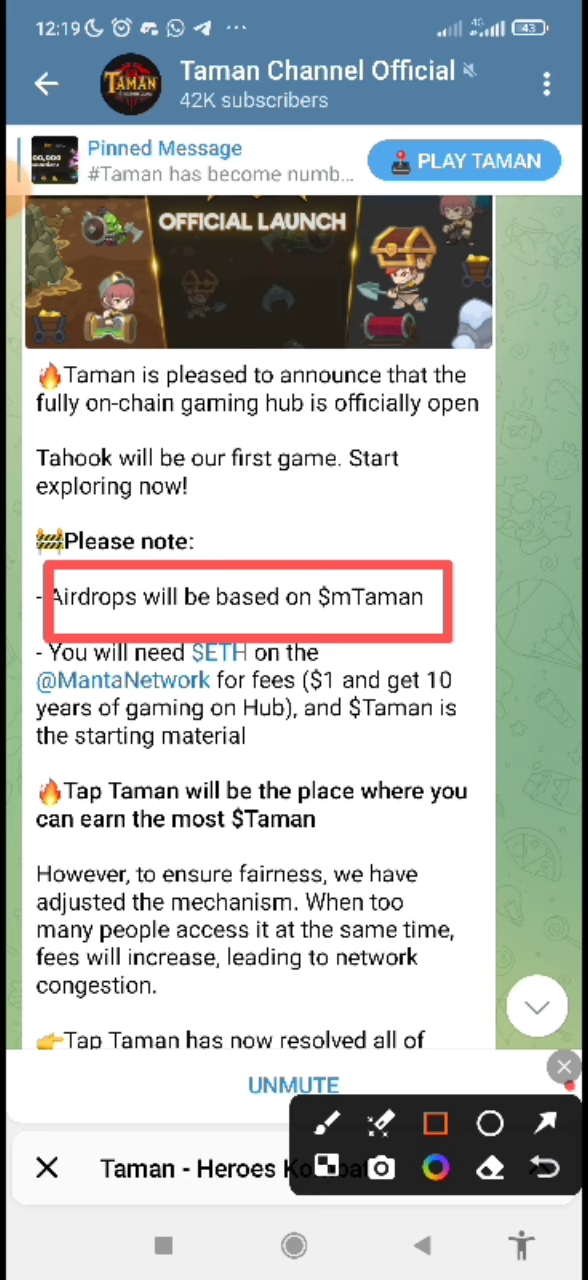 12:19
4G
43
TAMAN
Taman Channel Official
42K subscribers
Pinned Message
#Taman has become numb...
PLAY TAMAN
OFFICIAL LAUNCH
🔥Taman is pleased to announce that the
fully on-chain gaming hub is officially open
Tahook will be our first game. Start
exploring now!
🚧Please note:
- Airdrops will be based on $mTaman
- You will need $ETH on the
@MantaNetwork for fees ($1 and get 10
years of gaming on Hub), and $Taman is
the starting material
🔥Tap Taman will be the place where you
can earn the most $Taman
However, to ensure fairness, we have
adjusted the mechanism. When too
many people access it at the same time,
fees will increase, leading to network
congestion.
👉Tap Taman has now resolved all of
UNMUTE
Taman - Heroes